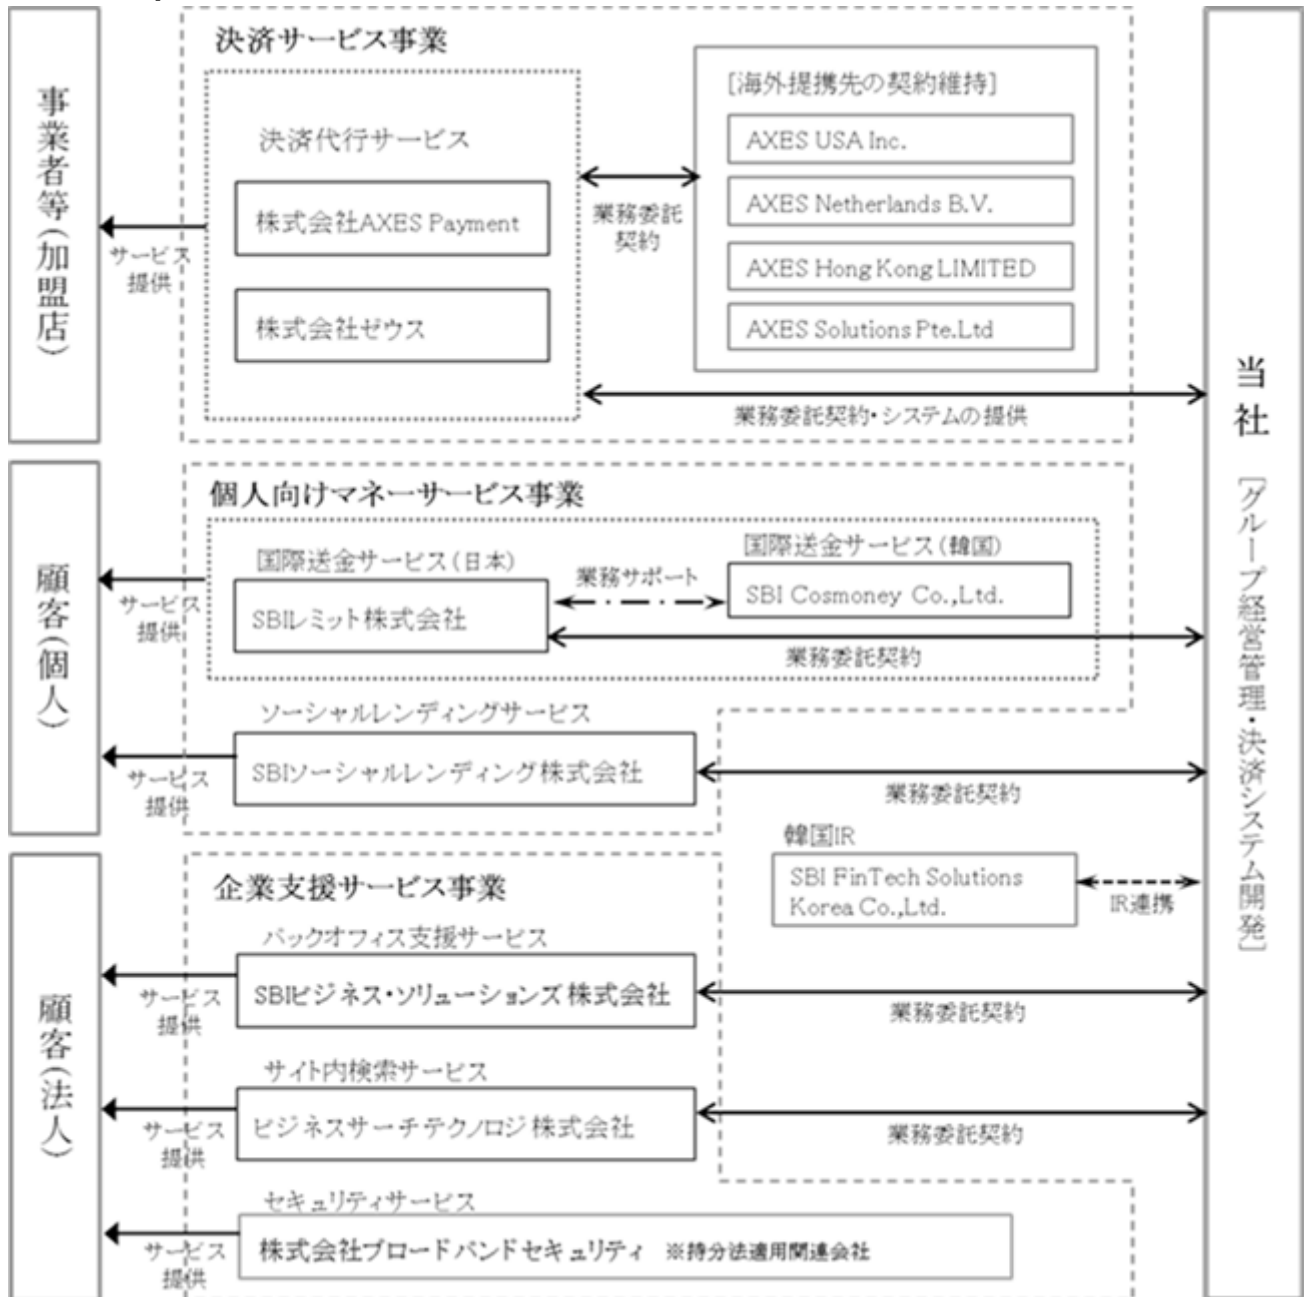 決済サービス事業
事業者等（加盟店）
決済代行サービス
株式会社AXES Payment
株式会社ゼウス
サービス
提供
業務委託
契約
[海外提携先の契約維持]
AXES USA Inc.
AXES Netherlands B.V.
AXES Hong Kong LIMITED
AXES Solutions Pte.Ltd
業務委託契約・システムの提供
当社 [グループ経営管理・決済システム開発]
個人向けマネーサービス事業
顧客（個人）
国際送金サービス(日本)
SBIレミット株式会社
サービス
提供
業務サポート
国際送金サービス(韓国)
SBI Cosmoney Co.,Ltd.
業務委託契約
ソーシャルレンディングサービス
SBIソーシャルレンディング株式会社
サービス
提供
業務委託契約
韓国IR
SBI FinTech Solutions
Korea Co.,Ltd.
IR連携
企業支援サービス事業
顧客（法人）
バックオフィス支援サービス
SBIビジネス・ソリューションズ株式会社
サービス
提供
業務委託契約
サイト内検索サービス
ビジネスサーチテクノロジ株式会社
サービス
提供
業務委託契約
セキュリティサービス
株式会社ブロードバンドセキュリティ ※持分法適用関連会社
サービス
提供